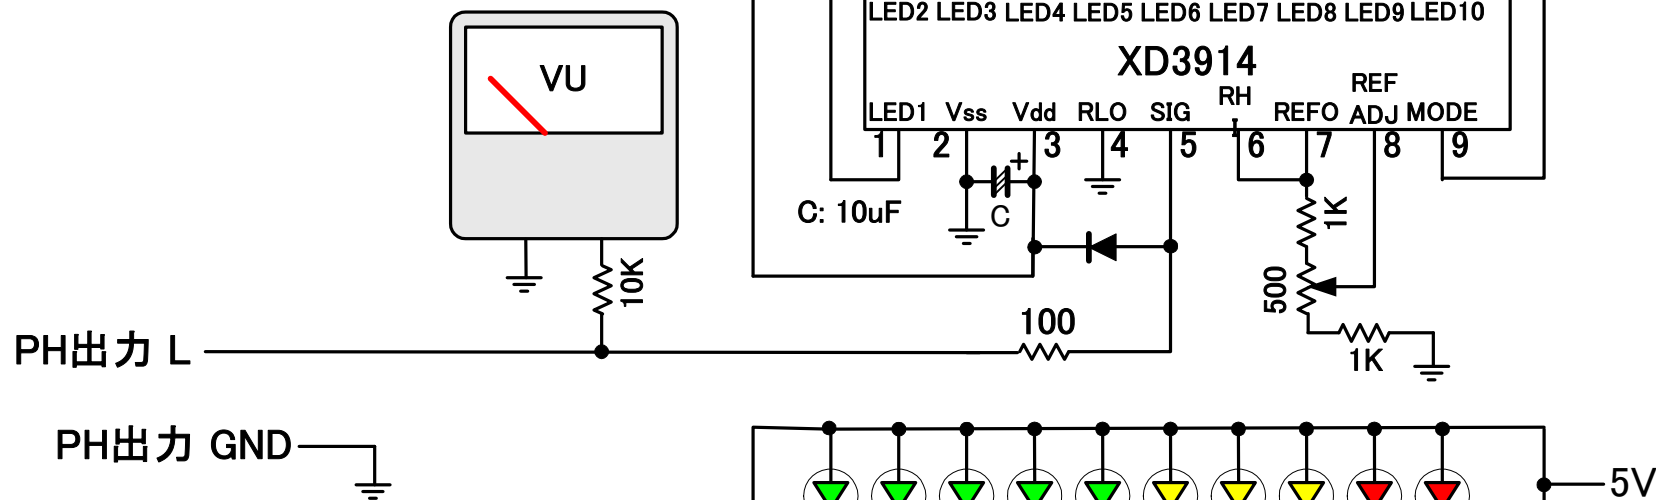 LED2 LED3 LED4 LED5 LED6 LED7 LED8 LED9 LED10
VU
XD3914
REF
RH
LED1 Vss Vdd RLO SIG REFO ADJ MODE
1 2 3 4 5 6 7 8 9
+
C: 10uF
C
1K
10K
500
100
1K
PH出力 L
PH出力 GND
5V